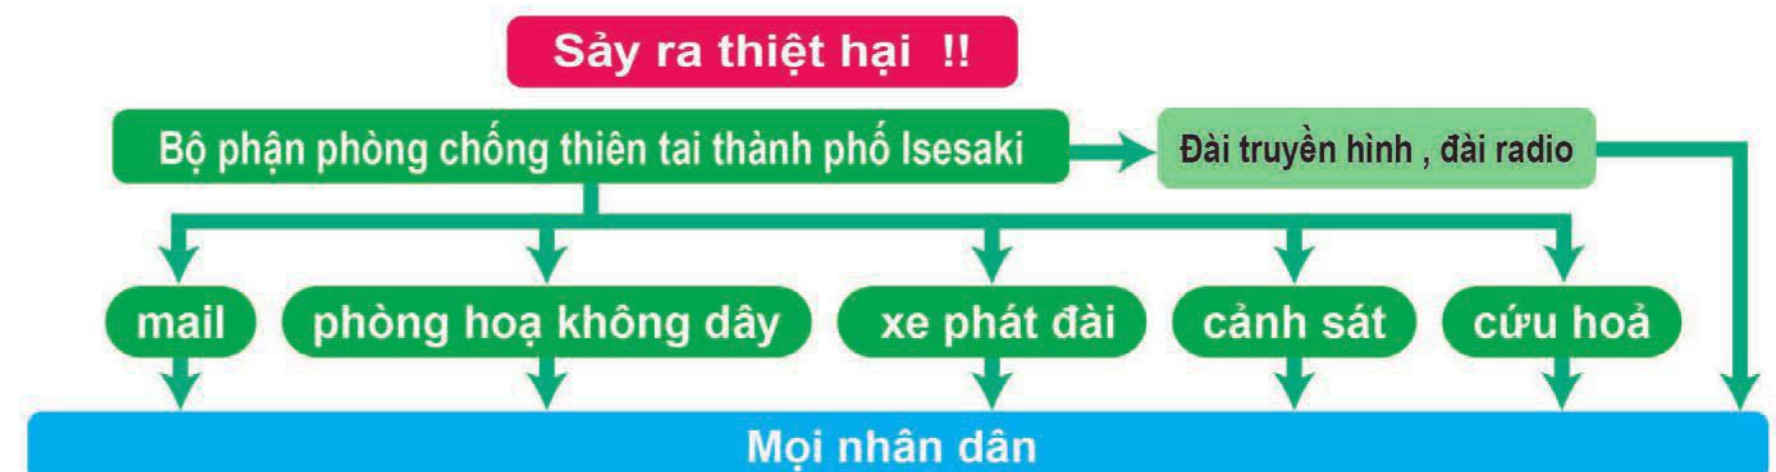 Sảy ra thiệt hại !!
Bộ phận phòng chống thiên tai thành phố Isesaki
Đài truyền hình , đài radio
mail
phòng hoạ không dây
xe phát đài
cảnh sát
cứu hoả
Mọi nhân dân